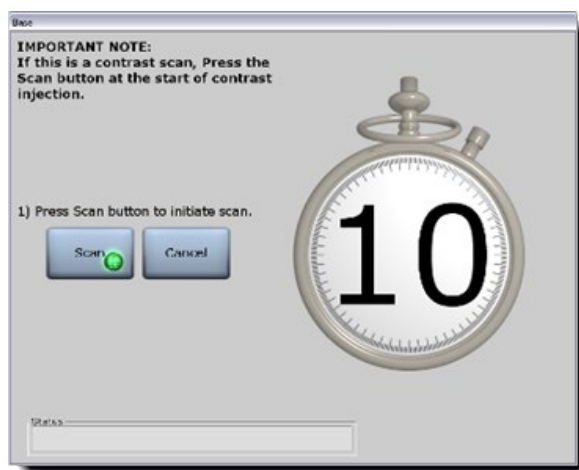 Base
IMPORTANT NOTE:
If this is a contrast scan, Press the
Scan button at the start of contrast
injection.
1) Press Scan button to initiate scan.
Scan
Cancel
10
Status